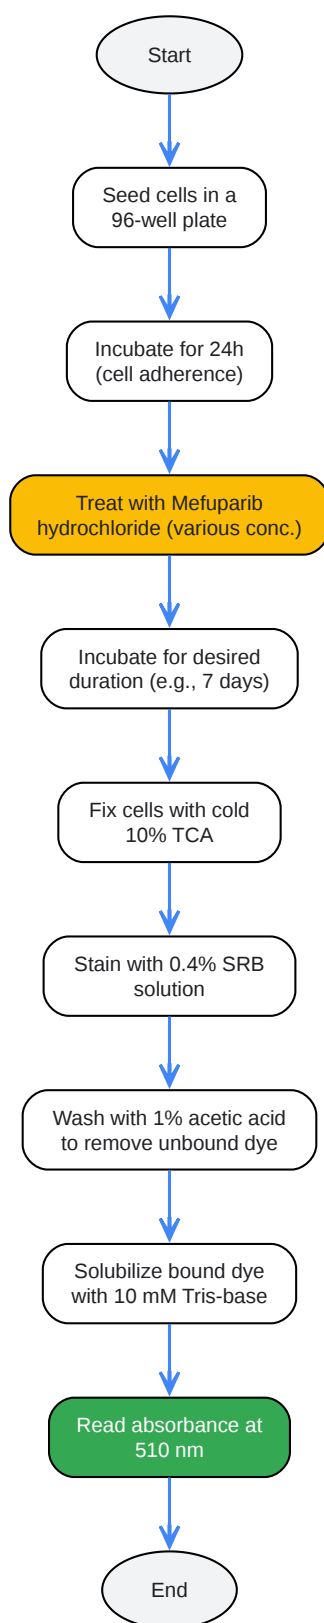 Start
Seed cells in a
96-well plate
Incubate for 24h
(cell adherence)
Treat with Mefuparib
hydrochloride (various conc.)
Incubate for desired
duration (e.g., 7 days)
Fix cells with cold
10% TCA
Stain with 0.4% SRB
solution
Wash with 1% acetic acid
to remove unbound dye
Solubilize bound dye
with 10 mM Tris-base
Read absorbance at
510 nm
End